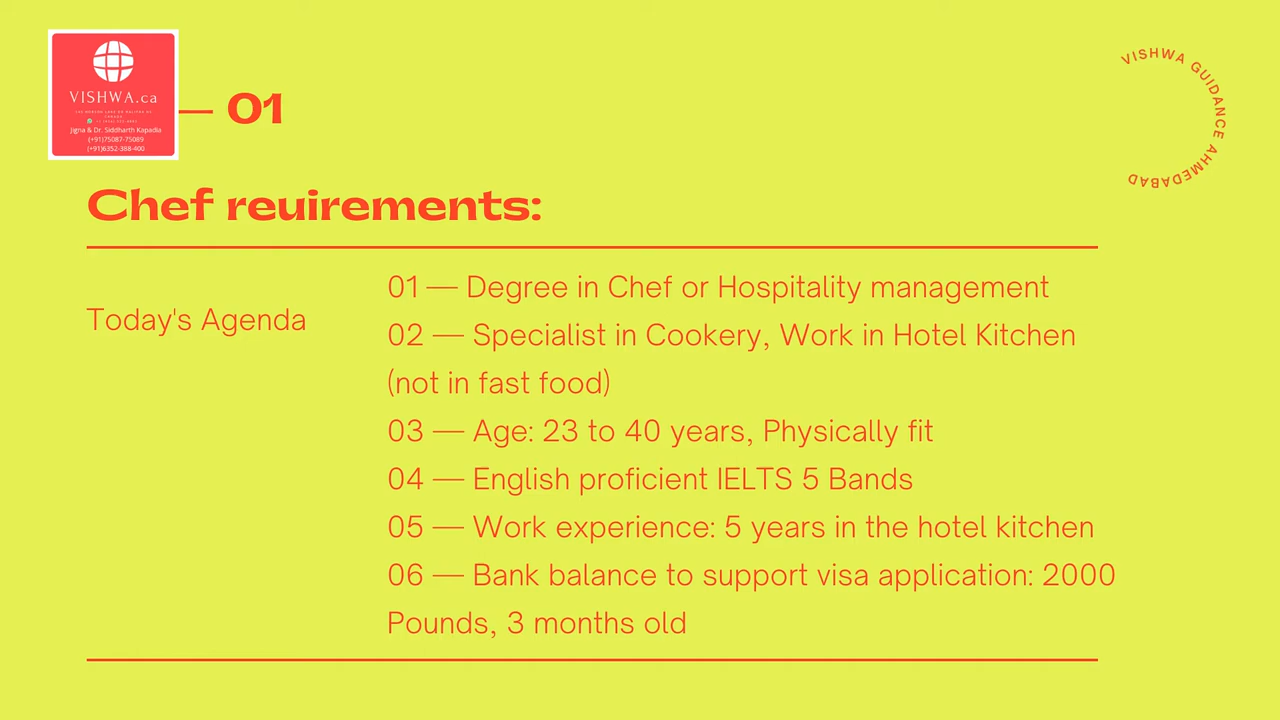 VISHWA.ca
Jigna & Dr. Siddharth Kapadia
(+91)75087-75089
(+91)6352-388-400
— 01
VISHWA GUIDANCE AHMEDABAD
Chef reuirements:
Today's Agenda
01 — Degree in Chef or Hospitality management
02 — Specialist in Cookery, Work in Hotel Kitchen
(not in fast food)
03 — Age: 23 to 40 years, Physically fit
04 — English proficient IELTS 5 Bands
05 — Work experience: 5 years in the hotel kitchen
06 — Bank balance to support visa application: 2000
Pounds, 3 months old